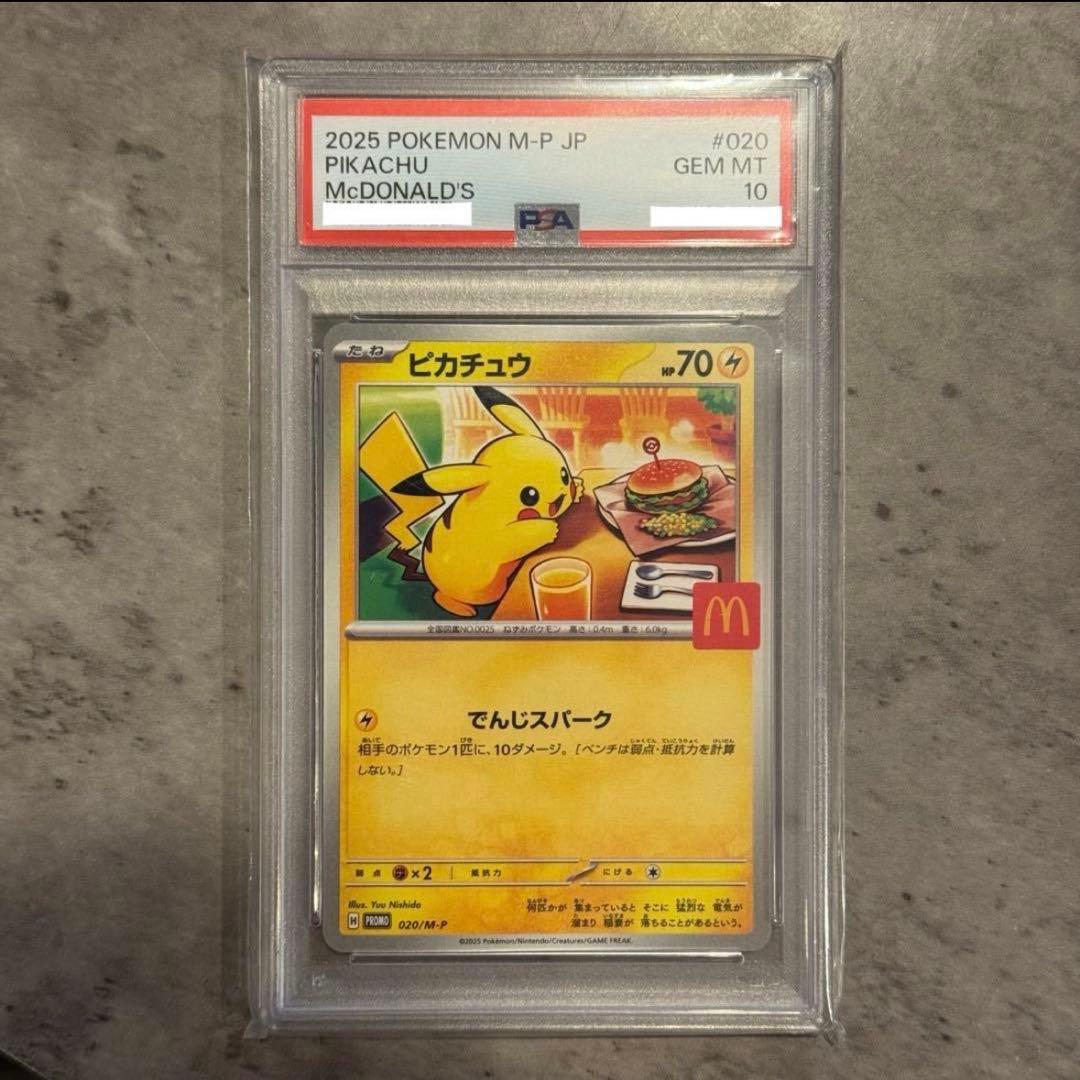 2025 POKEMON M-P JP #020
PIKACHU GEM MT
McDONALD'S 10
PSA
たね ピカチュウ HP70
全国図鑑NO.0025 ねずみポケモン 高さ:0.4m 重さ:6.0kg
M
でんじスパーク
相手のポケモン1匹に、10ダメージ。[ベンチは弱点・抵抗力を計算
しない。]
弱点 ×2 抵抗力 にげる
Illus. Yuu Nishida
何匹かが 集まっていると そこに 猛烈な 電気が
溜まり 稲妻が 落ちることがあるという。
H PROMO 020/M-P
©2025 Pokémon/Nintendo/Creatures/GAME FREAK.